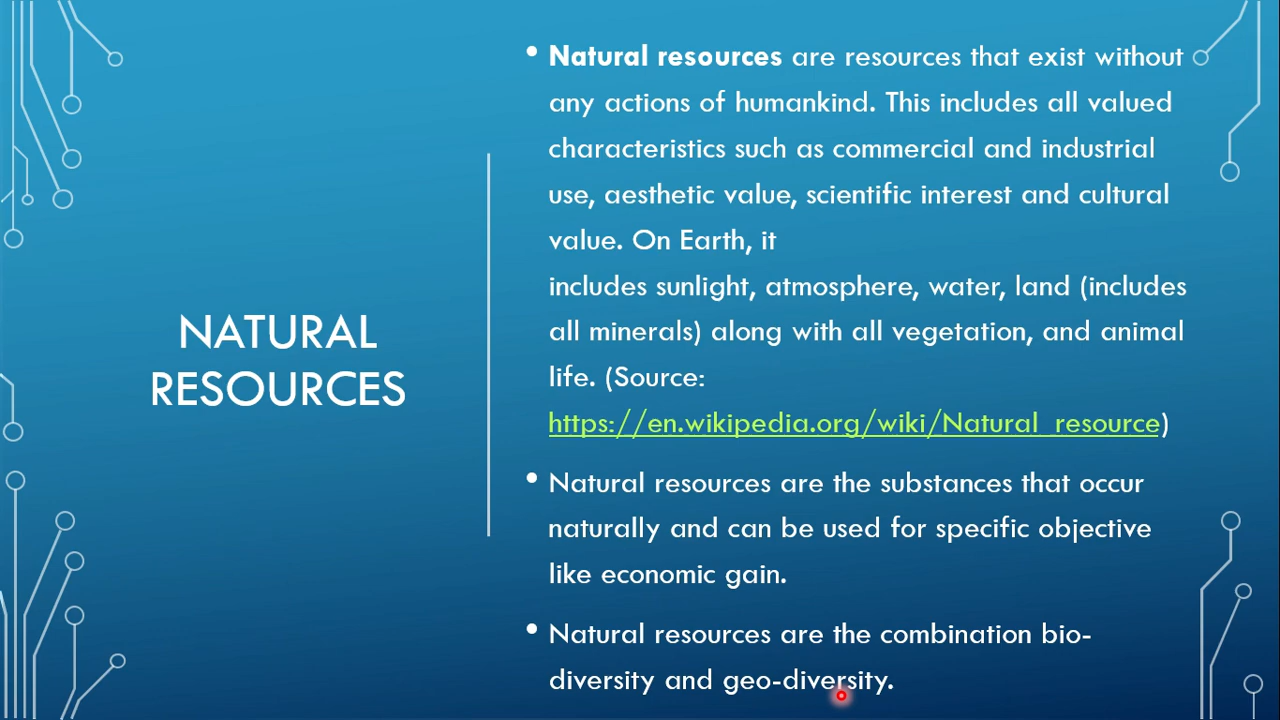 NATURAL
RESOURCES
• Natural resources are resources that exist without
any actions of humankind. This includes all valued
characteristics such as commercial and industrial
use, aesthetic value, scientific interest and cultural
value. On Earth, it
includes sunlight, atmosphere, water, land (includes
all minerals) along with all vegetation, and animal
life. (Source:
https://en.wikipedia.org/wiki/Natural_resource)
• Natural resources are the substances that occur
naturally and can be used for specific objective
like economic gain.
• Natural resources are the combination bio-
diversity and geo-diversity.